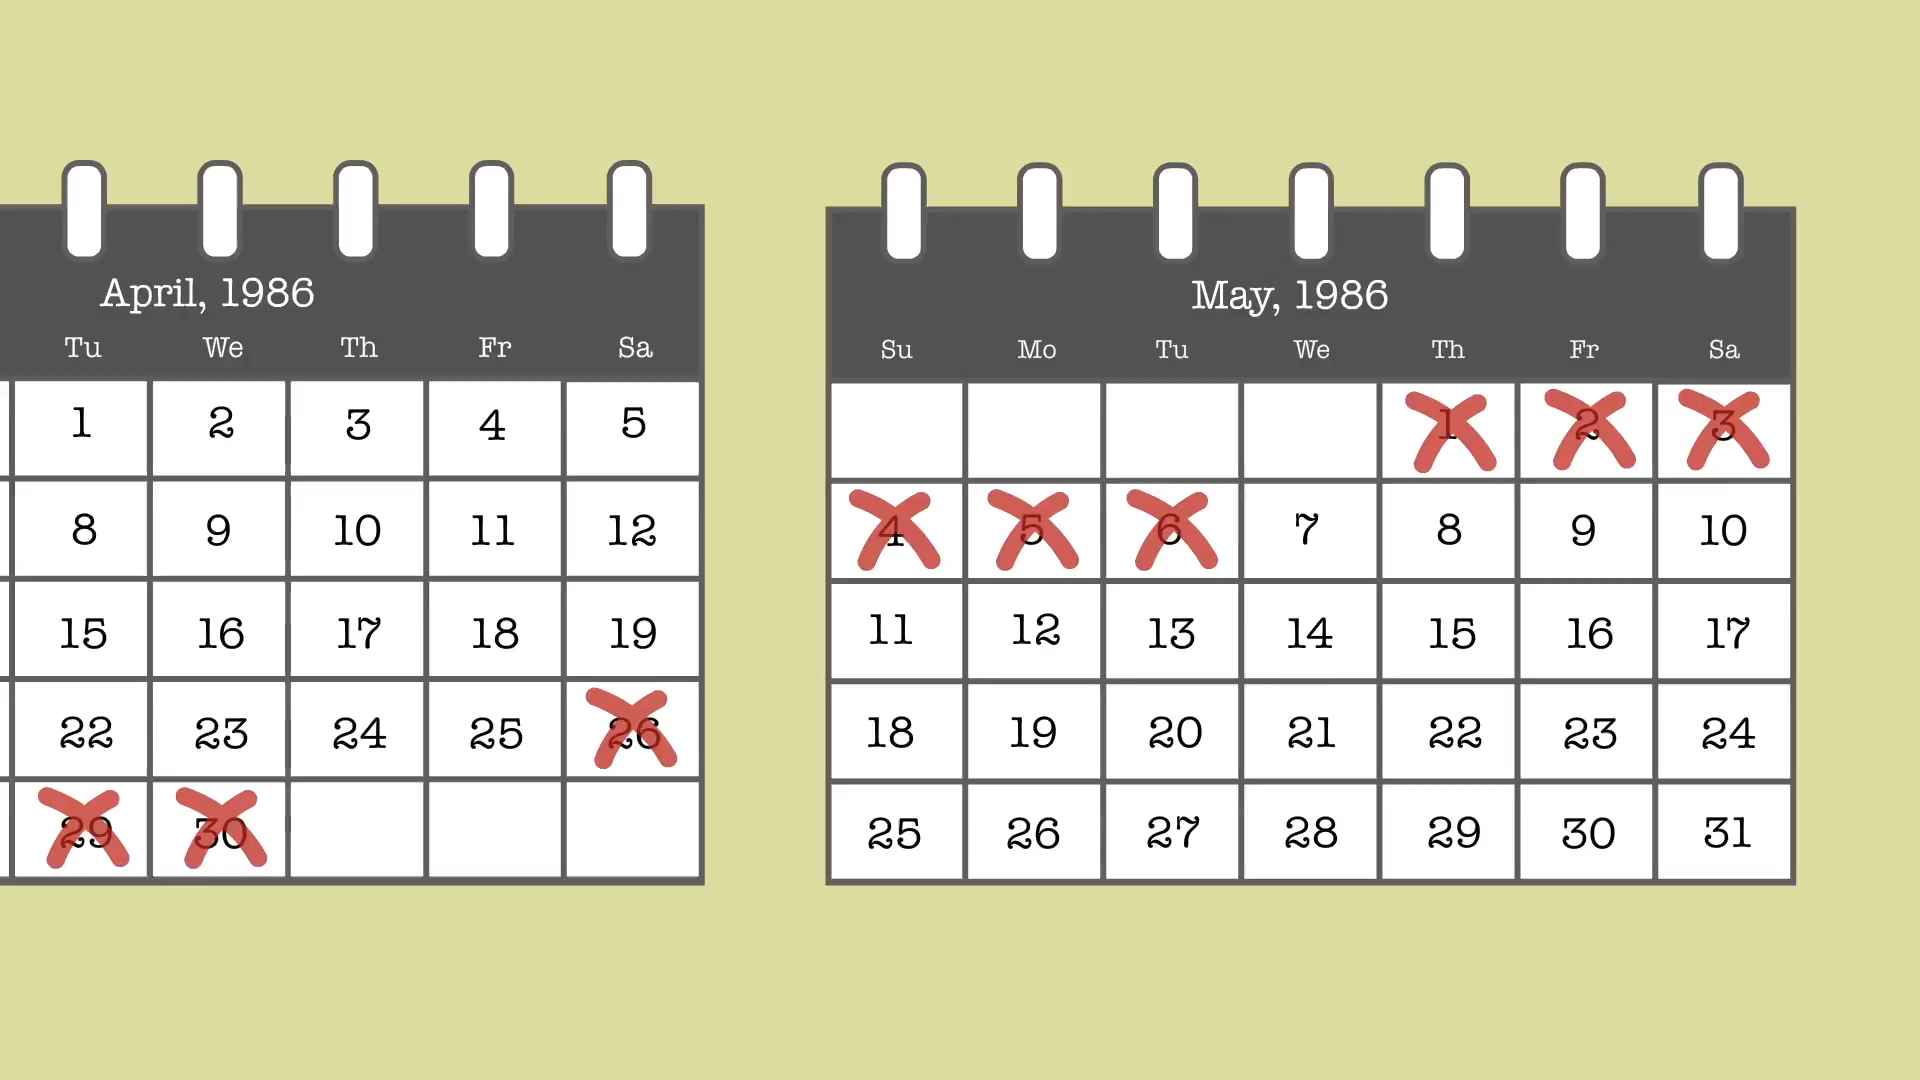 April, 1986
Tu We Th Fr Sa
1 2 3 4 5
8 9 10 11 12
15 16 17 18 19
22 23 24 25 26
29 30
May, 1986
Su Mo Tu We Th Fr Sa
1 2 3
4 5 6 7 8 9 10
11 12 13 14 15 16 17
18 19 20 21 22 23 24
25 26 27 28 29 30 31